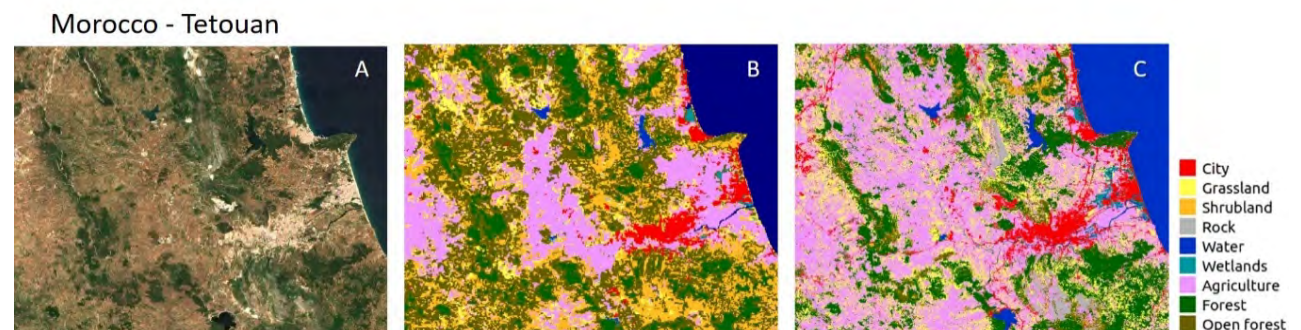 Morocco - Tetouan
A
B
C
City
Grassland
Shrubland
Rock
Water
Wetlands
Agriculture
Forest
Open forest